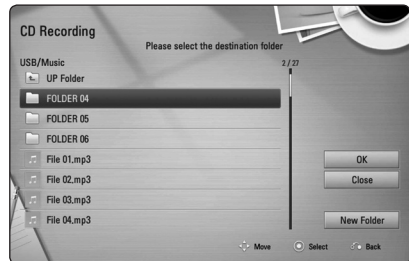 CD Recording
Please select the destination folder
USB/Music 2 / 27
UP Folder
FOLDER 04
FOLDER 05
FOLDER 06
File 01.mp3
File 02.mp3
File 03.mp3
File 04.mp3
OK
Close
New Folder
Move Select Back